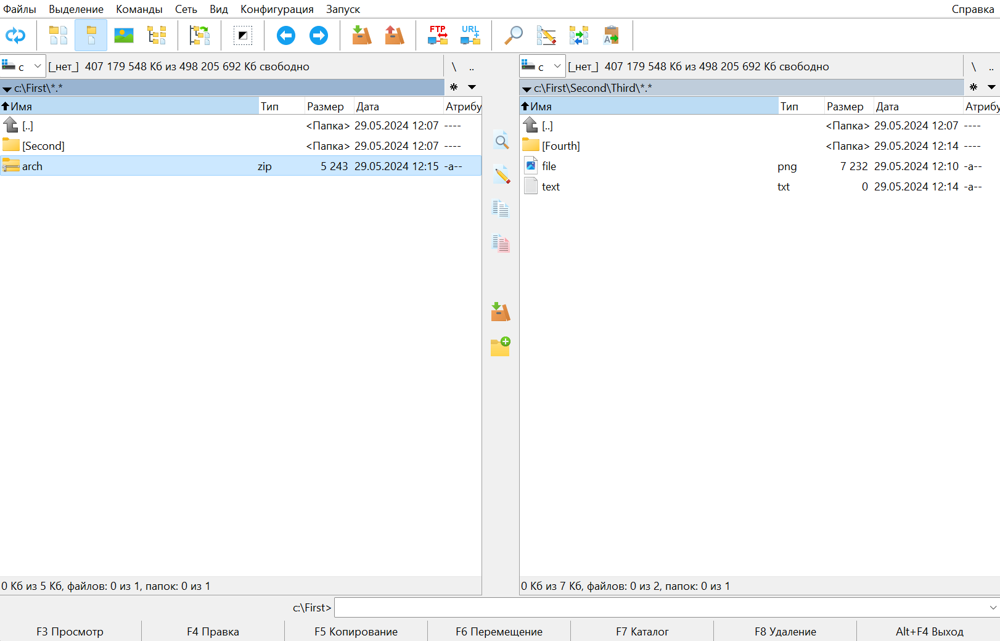 Файлы Выделение Команды Сеть Вид Конфигурация Запуск Справка
FTP URL
A
c [_нет_] 407 179 548 Кб из 498 205 692 Кб свободно \ ..
c:\First\*.* *
Имя Тип Размер Дата Атрибу
[..] <Папка> 29.05.2024 12:07 ----
[Second] <Папка> 29.05.2024 12:07 ----
arch zip 5 243 29.05.2024 12:15 -a--
0 Кб из 5 Кб, файлов: 0 из 1, папок: 0 из 1
c [_нет_] 407 179 548 Кб из 498 205 692 Кб свободно \ ..
c:\First\Second\Third\*.* *
Имя Тип Размер Дата Атрибу
[..] <Папка> 29.05.2024 12:07 ----
[Fourth] <Папка> 29.05.2024 12:14 ----
file png 7 232 29.05.2024 12:10 -a--
text txt 0 29.05.2024 12:14 -a--
0 Кб из 7 Кб, файлов: 0 из 2, папок: 0 из 1
c:\First>
F3 Просмотр F4 Правка F5 Копирование F6 Перемещение F7 Каталог F8 Удаление Alt+F4 Выход